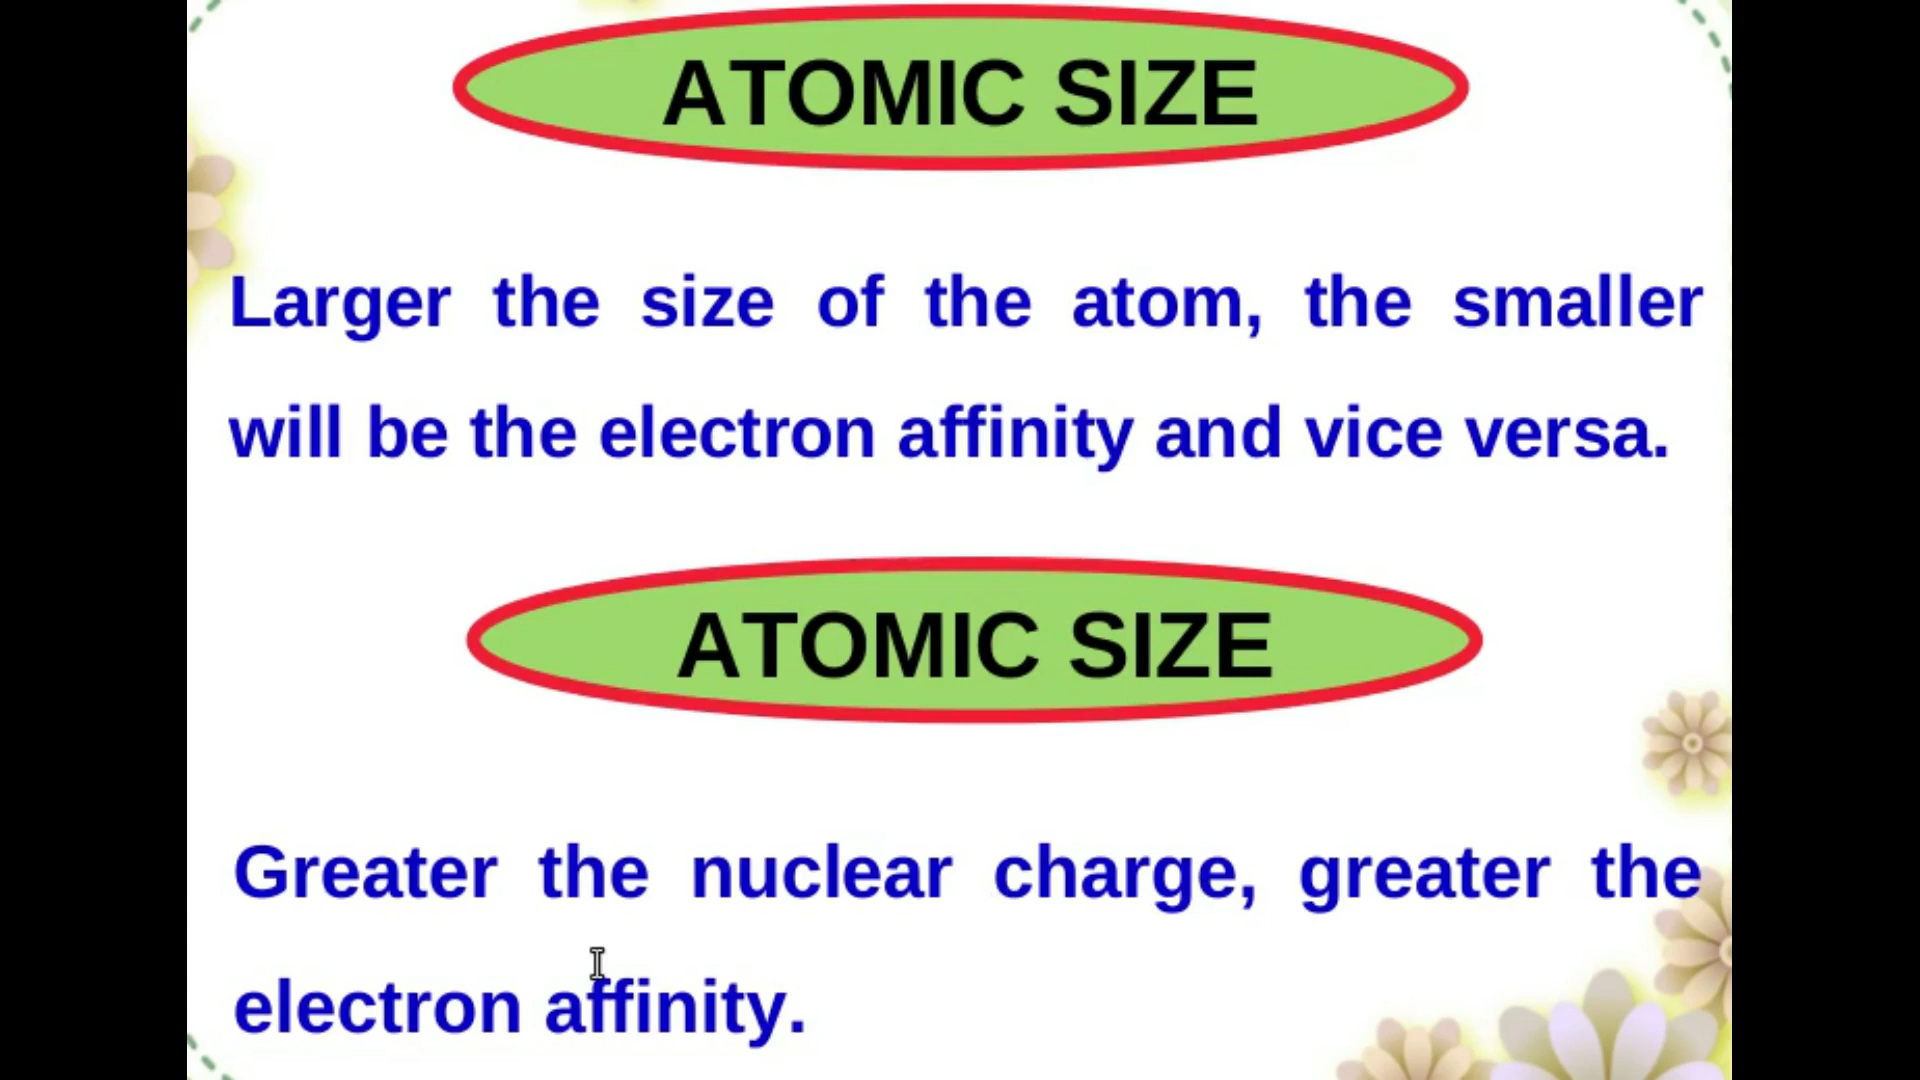 ATOMIC SIZE
Larger the size of the atom, the smaller
will be the electron affinity and vice versa.
ATOMIC SIZE
Greater the nuclear charge, greater the
electron affinity.